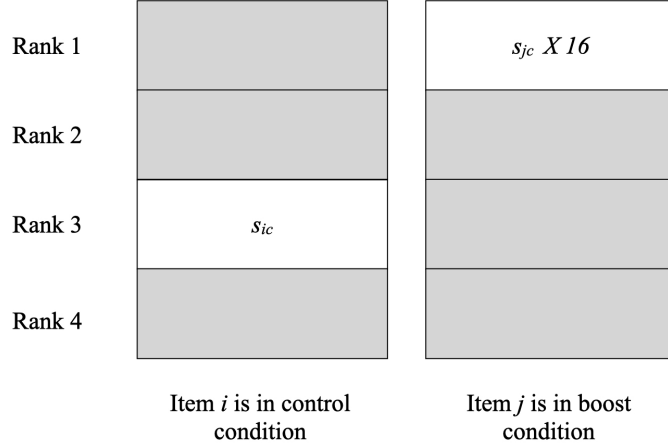 Rank 1
s_jc X 16
Rank 2
Rank 3
s_ic
Rank 4
Item i is in control
condition
Item j is in boost
condition